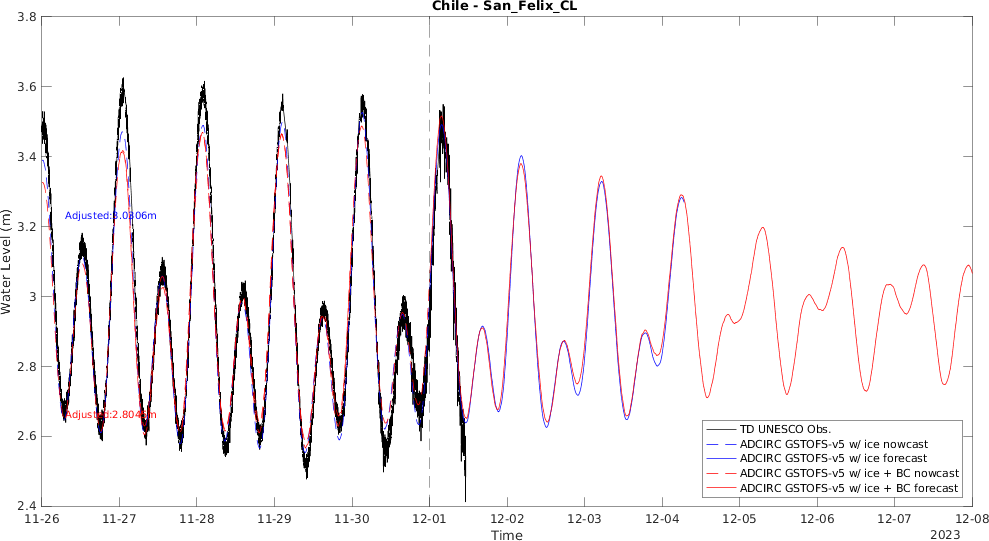 Chile - San_Felix_CL
3.8
3.6
3.4
3.2
3
2.8
2.6
2.4
Water Level (m)
Adjusted:3.0306m
TD UNESCO Obs.
ADCIRC GSTOFS-v5 w/ ice nowcast
ADCIRC GSTOFS-v5 w/ ice forecast
ADCIRC GSTOFS-v5 w/ ice + BC nowcast
ADCIRC GSTOFS-v5 w/ ice + BC forecast
11-26
11-27
11-28
11-29
11-30
12-01
12-02
12-03
12-04
12-05
12-06
12-07
12-08
Time
2023